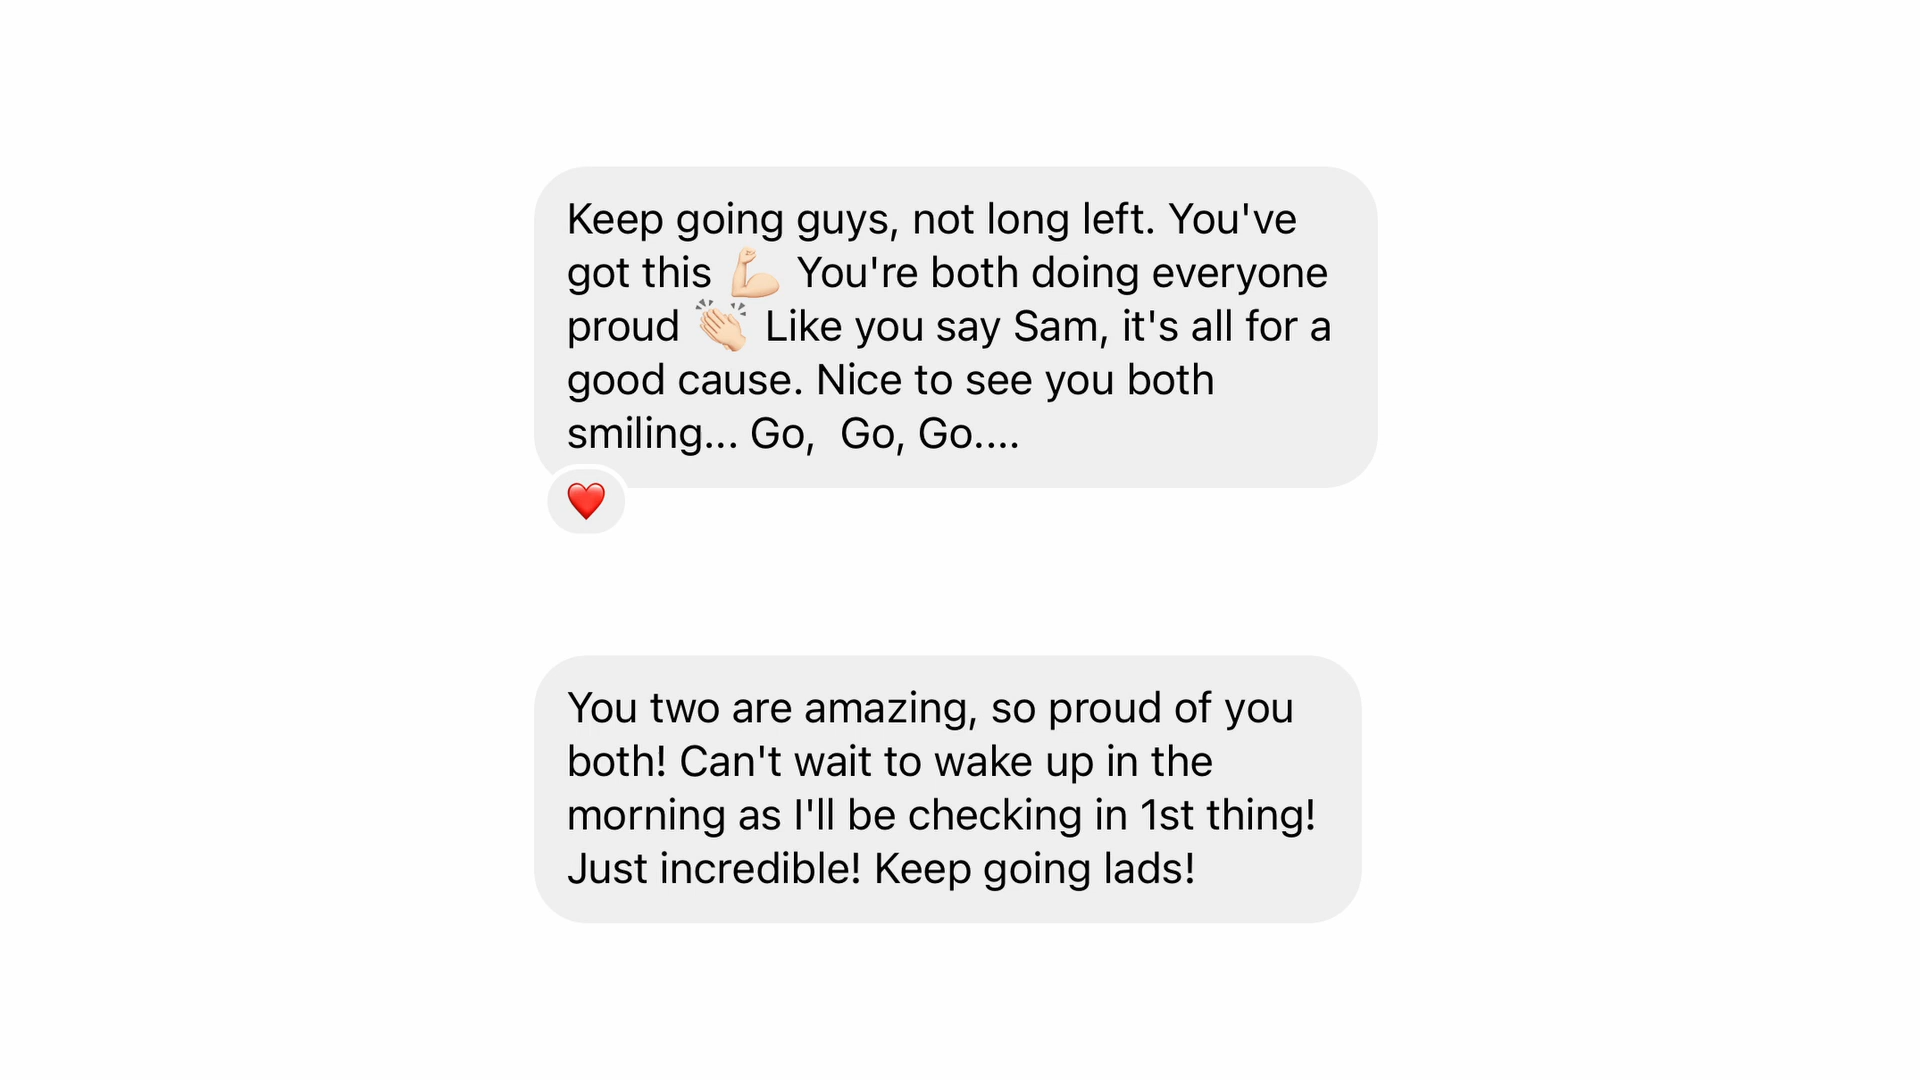 Keep going guys, not long left. You've
got this 💪🏻 You're both doing everyone
proud 👏🏻 Like you say Sam, it's all for a
good cause. Nice to see you both
smiling... Go,  Go, Go....
❤️
You two are amazing, so proud of you
both! Can't wait to wake up in the
morning as I'll be checking in 1st thing!
Just incredible! Keep going lads!